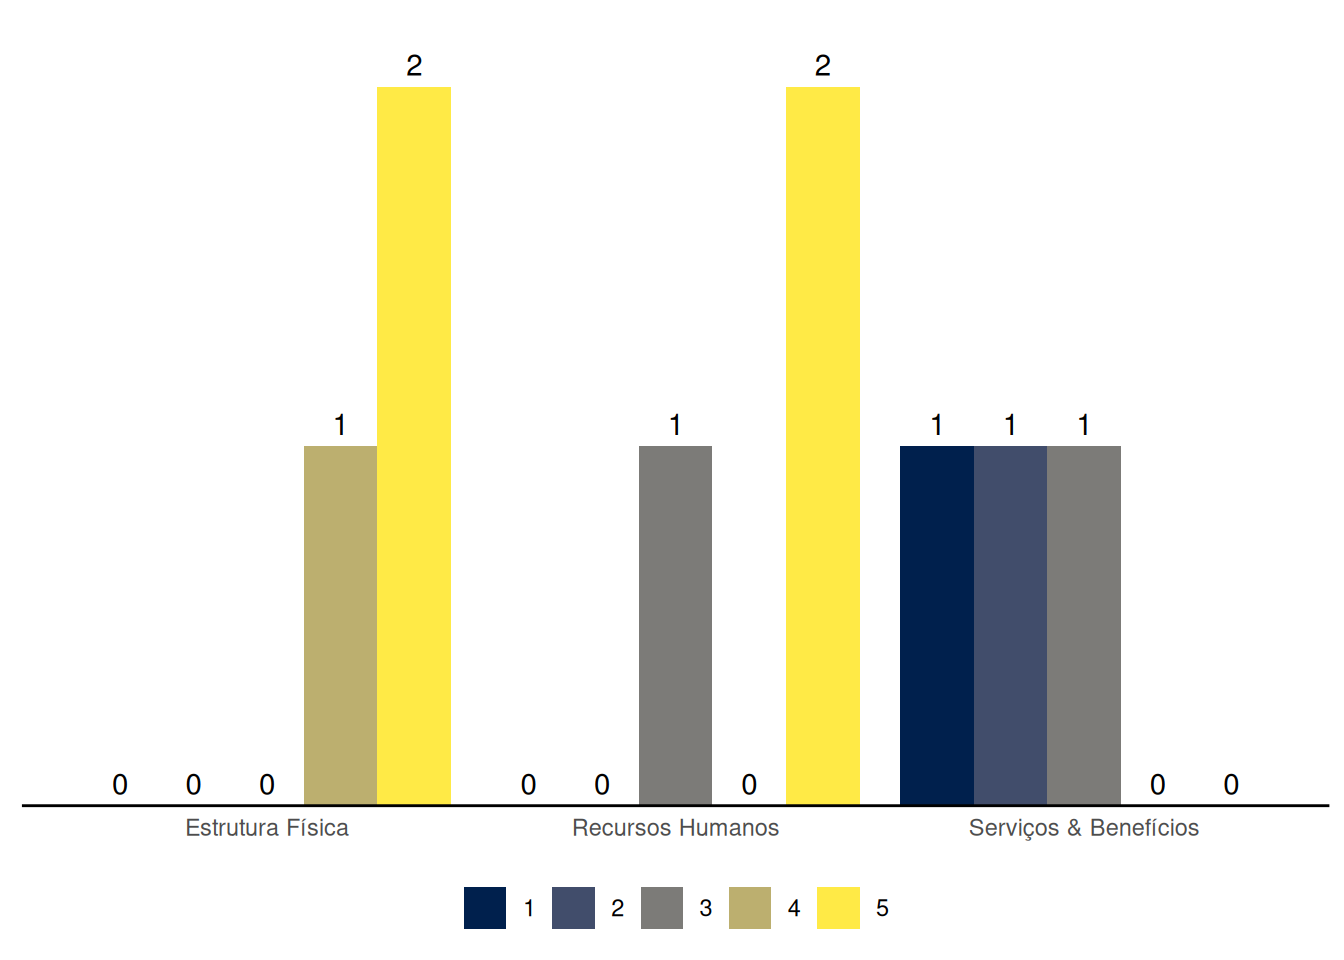 2 2
1 1 1 1 1
0 0 0 0 0 0 0 0
Estrutura Física Recursos Humanos Serviços & Benefícios
1 2 3 4 5